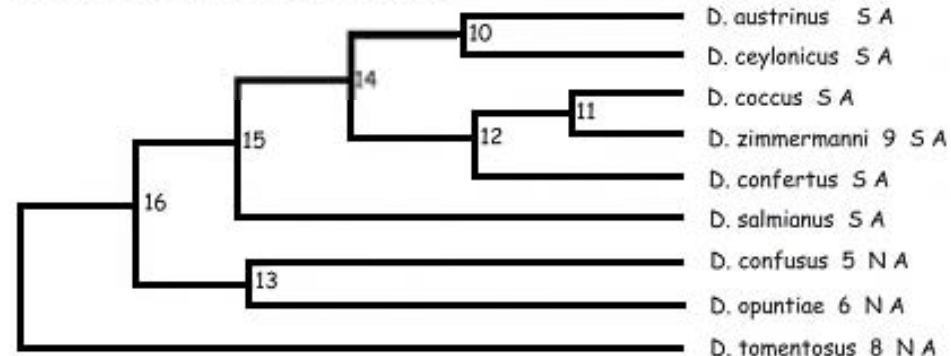 D. austrinus S A
10
D. ceylonicus S A
14
D. coccus S A
11
D. zimmermanni 9 S A
12
15
D. confertus S A
16
D. salmianus S A
D. confusus 5 N A
13
D. opuntiae 6 N A
D. tomentosus 8 N A